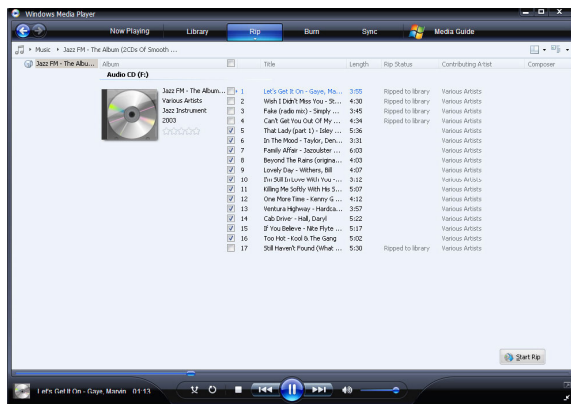 Windows Media Player
Now Playing Library Rip Burn Sync Media Guide
Music Jazz FM - The Album (2CDs Of Smooth ...
Jazz FM - The Albu... Album Title Length Rip Status Contributing Artist Composer
Audio CD (F:)
Jazz FM - The Album... 1 Let's Get It On - Gaye, Ma... 3:55 Ripped to library Various Artists
Various Artists 2 Wish I Didn't Miss You - St... 4:30 Ripped to library Various Artists
Jazz Instrument 3 Fake (radio mix) - Simply ... 3:45 Ripped to library Various Artists
2003 4 Can't Get You Out Of My ... 4:34 Ripped to library Various Artists
5 That Lady (part 1) - Isley ... 5:36 Various Artists
6 In The Mood - Taylor, Den... 3:31 Various Artists
7 Family Affair - Jazoulster ... 6:03 Various Artists
8 Beyond The Rains (origina... 4:03 Various Artists
9 Lovely Day - Withers, Bill 4:07 Various Artists
10 I'm Still In Love With You -... 3:12 Various Artists
11 Killing Me Softly With His S... 5:07 Various Artists
12 One More Time - Kenny G ... 4:12 Various Artists
13 Ventura Highway - Hardca... 3:57 Various Artists
14 Cab Driver - Hall, Daryl 5:22 Various Artists
15 If You Believe - Nite Flyte ... 5:17 Various Artists
16 Too Hot - Kool & The Gang 5:02 Various Artists
17 Still Haven't Found (What ... 5:30 Ripped to library Various Artists
Start Rip
Let's Get It On - Gaye, Marvin 01:13